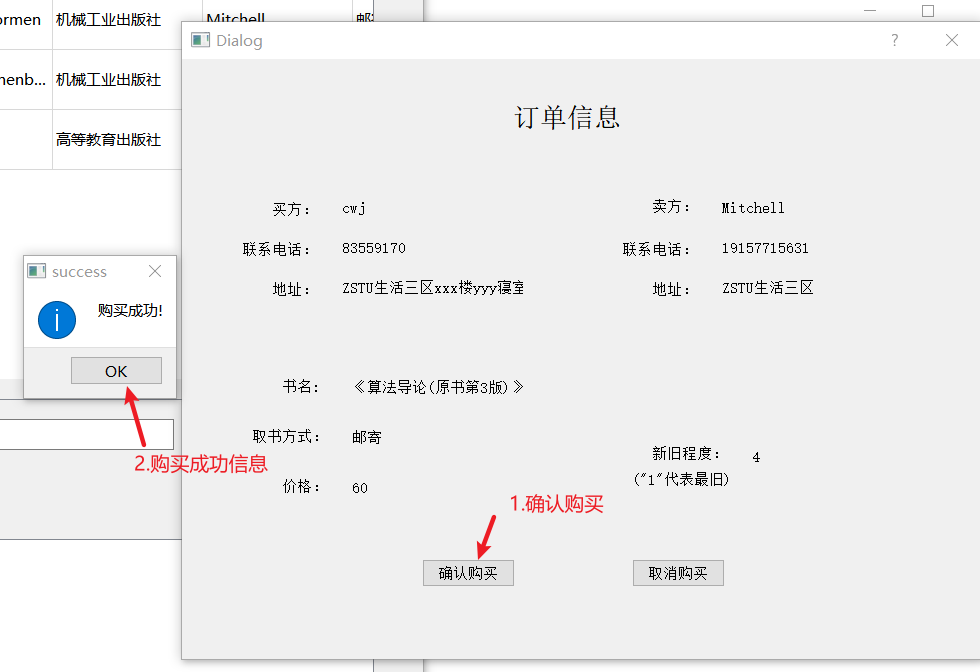 ormen 机械工业出版社 Mitchell
nenb... 机械工业出版社
高等教育出版社
Dialog
订单信息
买方： cwj
卖方： Mitchell
联系电话： 83559170
联系电话： 19157715631
地址： ZSTU生活三区xxx楼yyy寝室
地址： ZSTU生活三区
书名： 《算法导论(原书第3版)》
取书方式： 邮寄
新旧程度： 4
("1"代表最旧)
价格： 60
1.确认购买
确认购买
取消购买
success
购买成功!
OK
2.购买成功信息